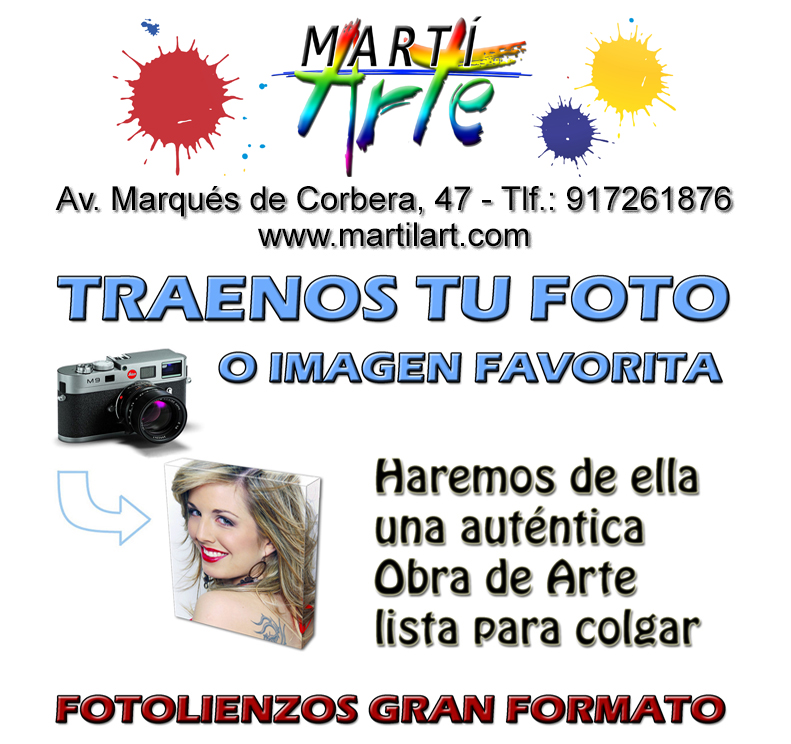 MARTÍ
Arte
Av. Marqués de Corbera, 47 - Tlf.: 917261876
www.martilart.com
TRAENOS TU FOTO
O IMAGEN FAVORITA
M9
Haremos de ella
una auténtica
Obra de Arte
lista para colgar
FOTOLIENZOS GRAN FORMATO